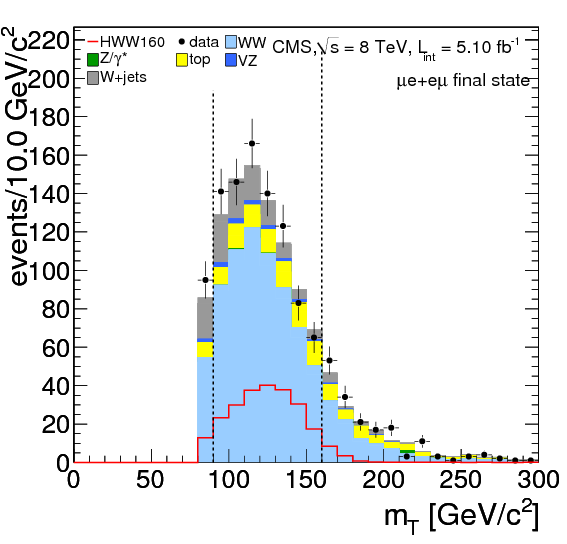 HWW160 data WW
Z/γ* top VZ
W+jets
CMS,√s = 8 TeV, L_int = 5.10 fb⁻¹
μe+eμ final state
events/10.0 GeV/c²
220
200
180
160
140
120
100
80
60
40
20
0
0 50 100 150 200 250 300
m_T [GeV/c²]